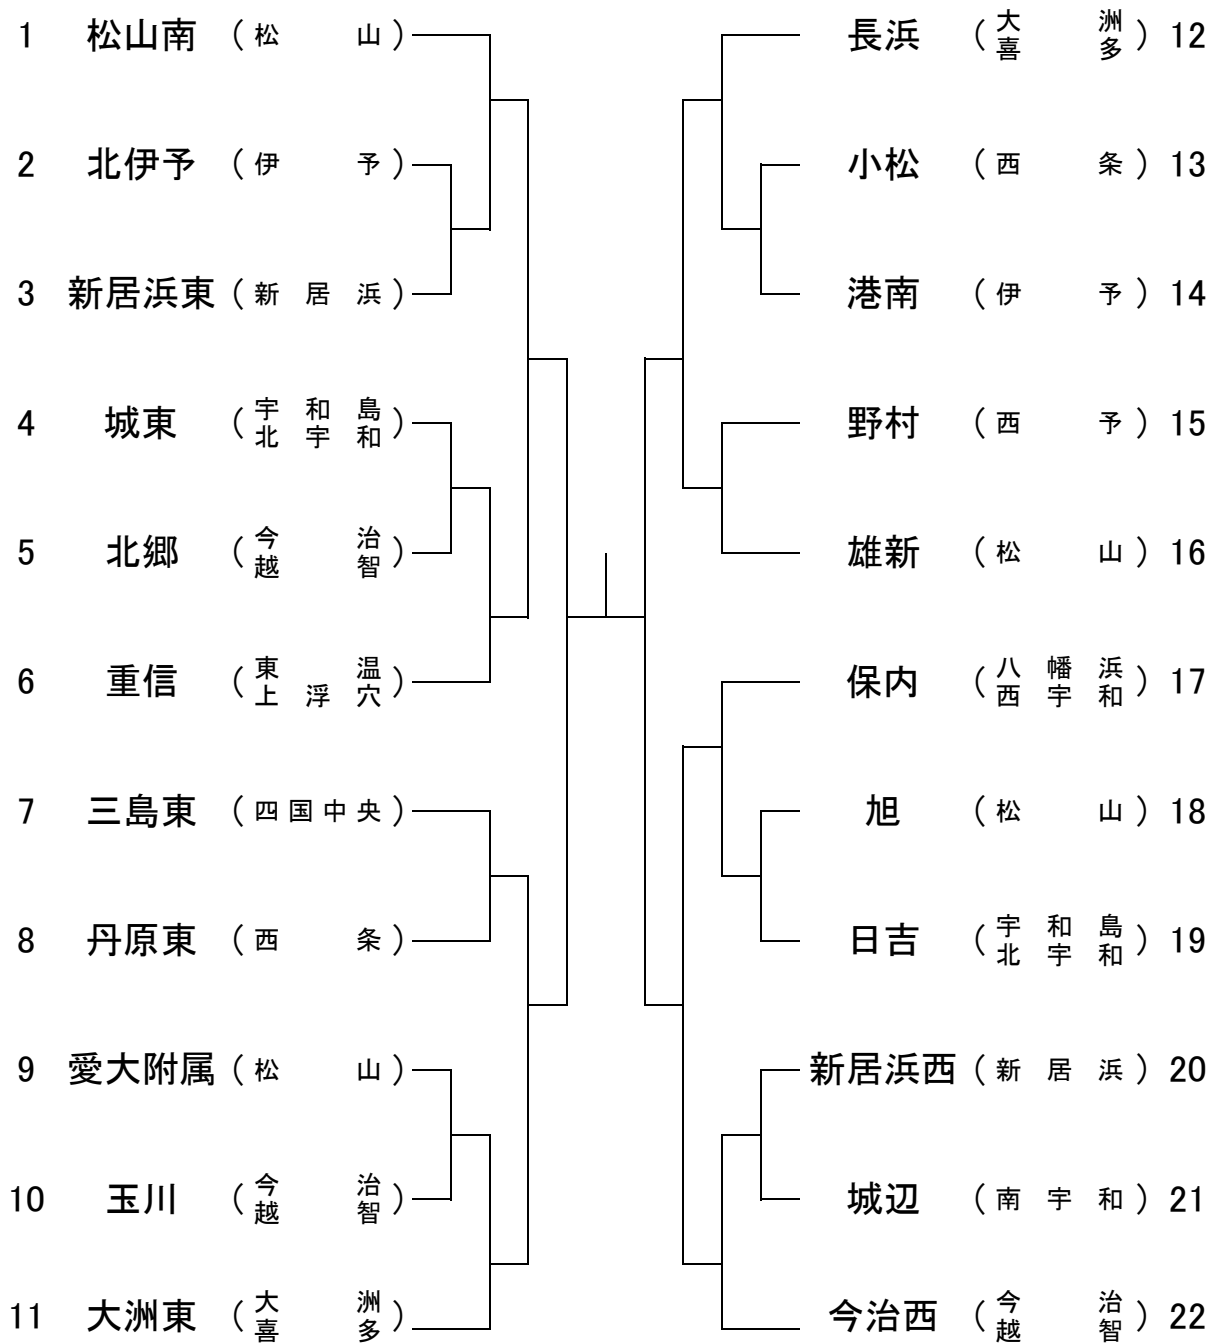 1 松山南 (松山)
2 北伊予 (伊予)
3 新居浜東 (新居浜)
4 城東 (宇和島 北宇和)
5 北郷 (今治 越智)
6 重信 (東温 上浮穴)
7 三島東 (四国中央)
8 丹原東 (西条)
9 愛大附属 (松山)
10 玉川 (今治 越智)
11 大洲東 (大洲 喜多)
長浜 (大洲 喜多) 12
小松 (西条) 13
港南 (伊予) 14
野村 (西予) 15
雄新 (松山) 16
保内 (八幡浜 西宇和) 17
旭 (松山) 18
日吉 (宇和島 北宇和) 19
新居浜西 (新居浜) 20
城辺 (南宇和) 21
今治西 (今治 越智) 22